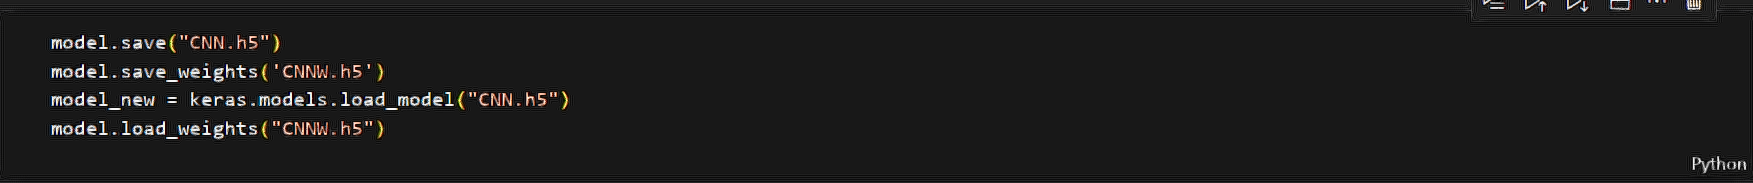 model.save("CNN.h5")
model.save_weights('CNNW.h5')
model_new = keras.models.load_model("CNN.h5")
model.load_weights("CNNW.h5")
Python